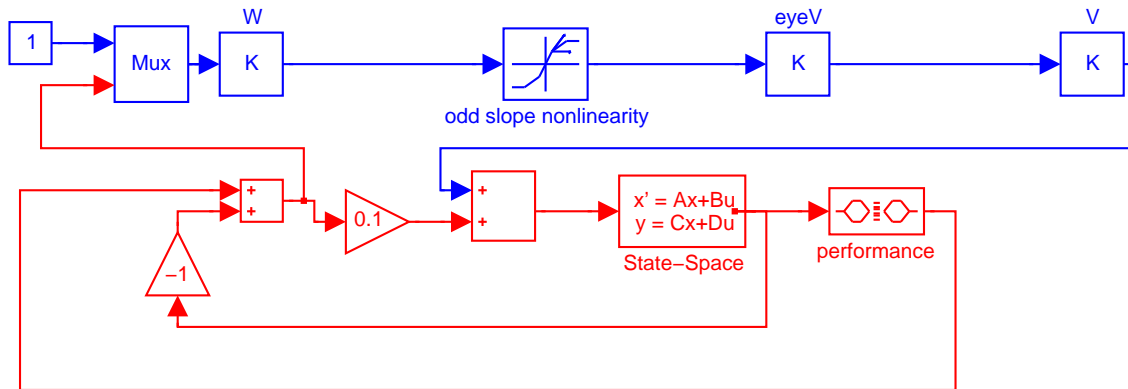 W
eyeV
V
1
Mux
K
K
K
odd slope nonlinearity
+
+
0.1
+
+
x' = Ax+Bu
y = Cx+Du
State−Space
performance
−1